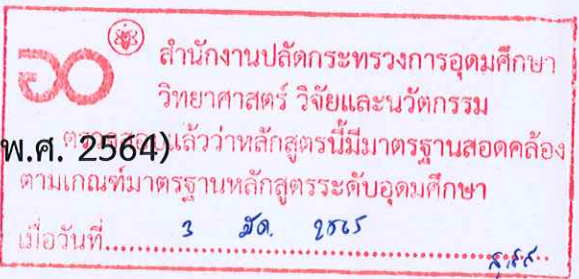 สำนักงานปลัดกระทรวงการอุดมศึกษา
วิทยาศาสตร์ วิจัยและนวัตกรรม
พ.ศ. 2564)
ตรวจสอบแล้วว่าหลักสูตรนี้มีมาตรฐานสอดคล้อง
ตามเกณฑ์มาตรฐานหลักสูตรระดับอุดมศึกษา
เมื่อวันที่ 3 มี.ค. 2565